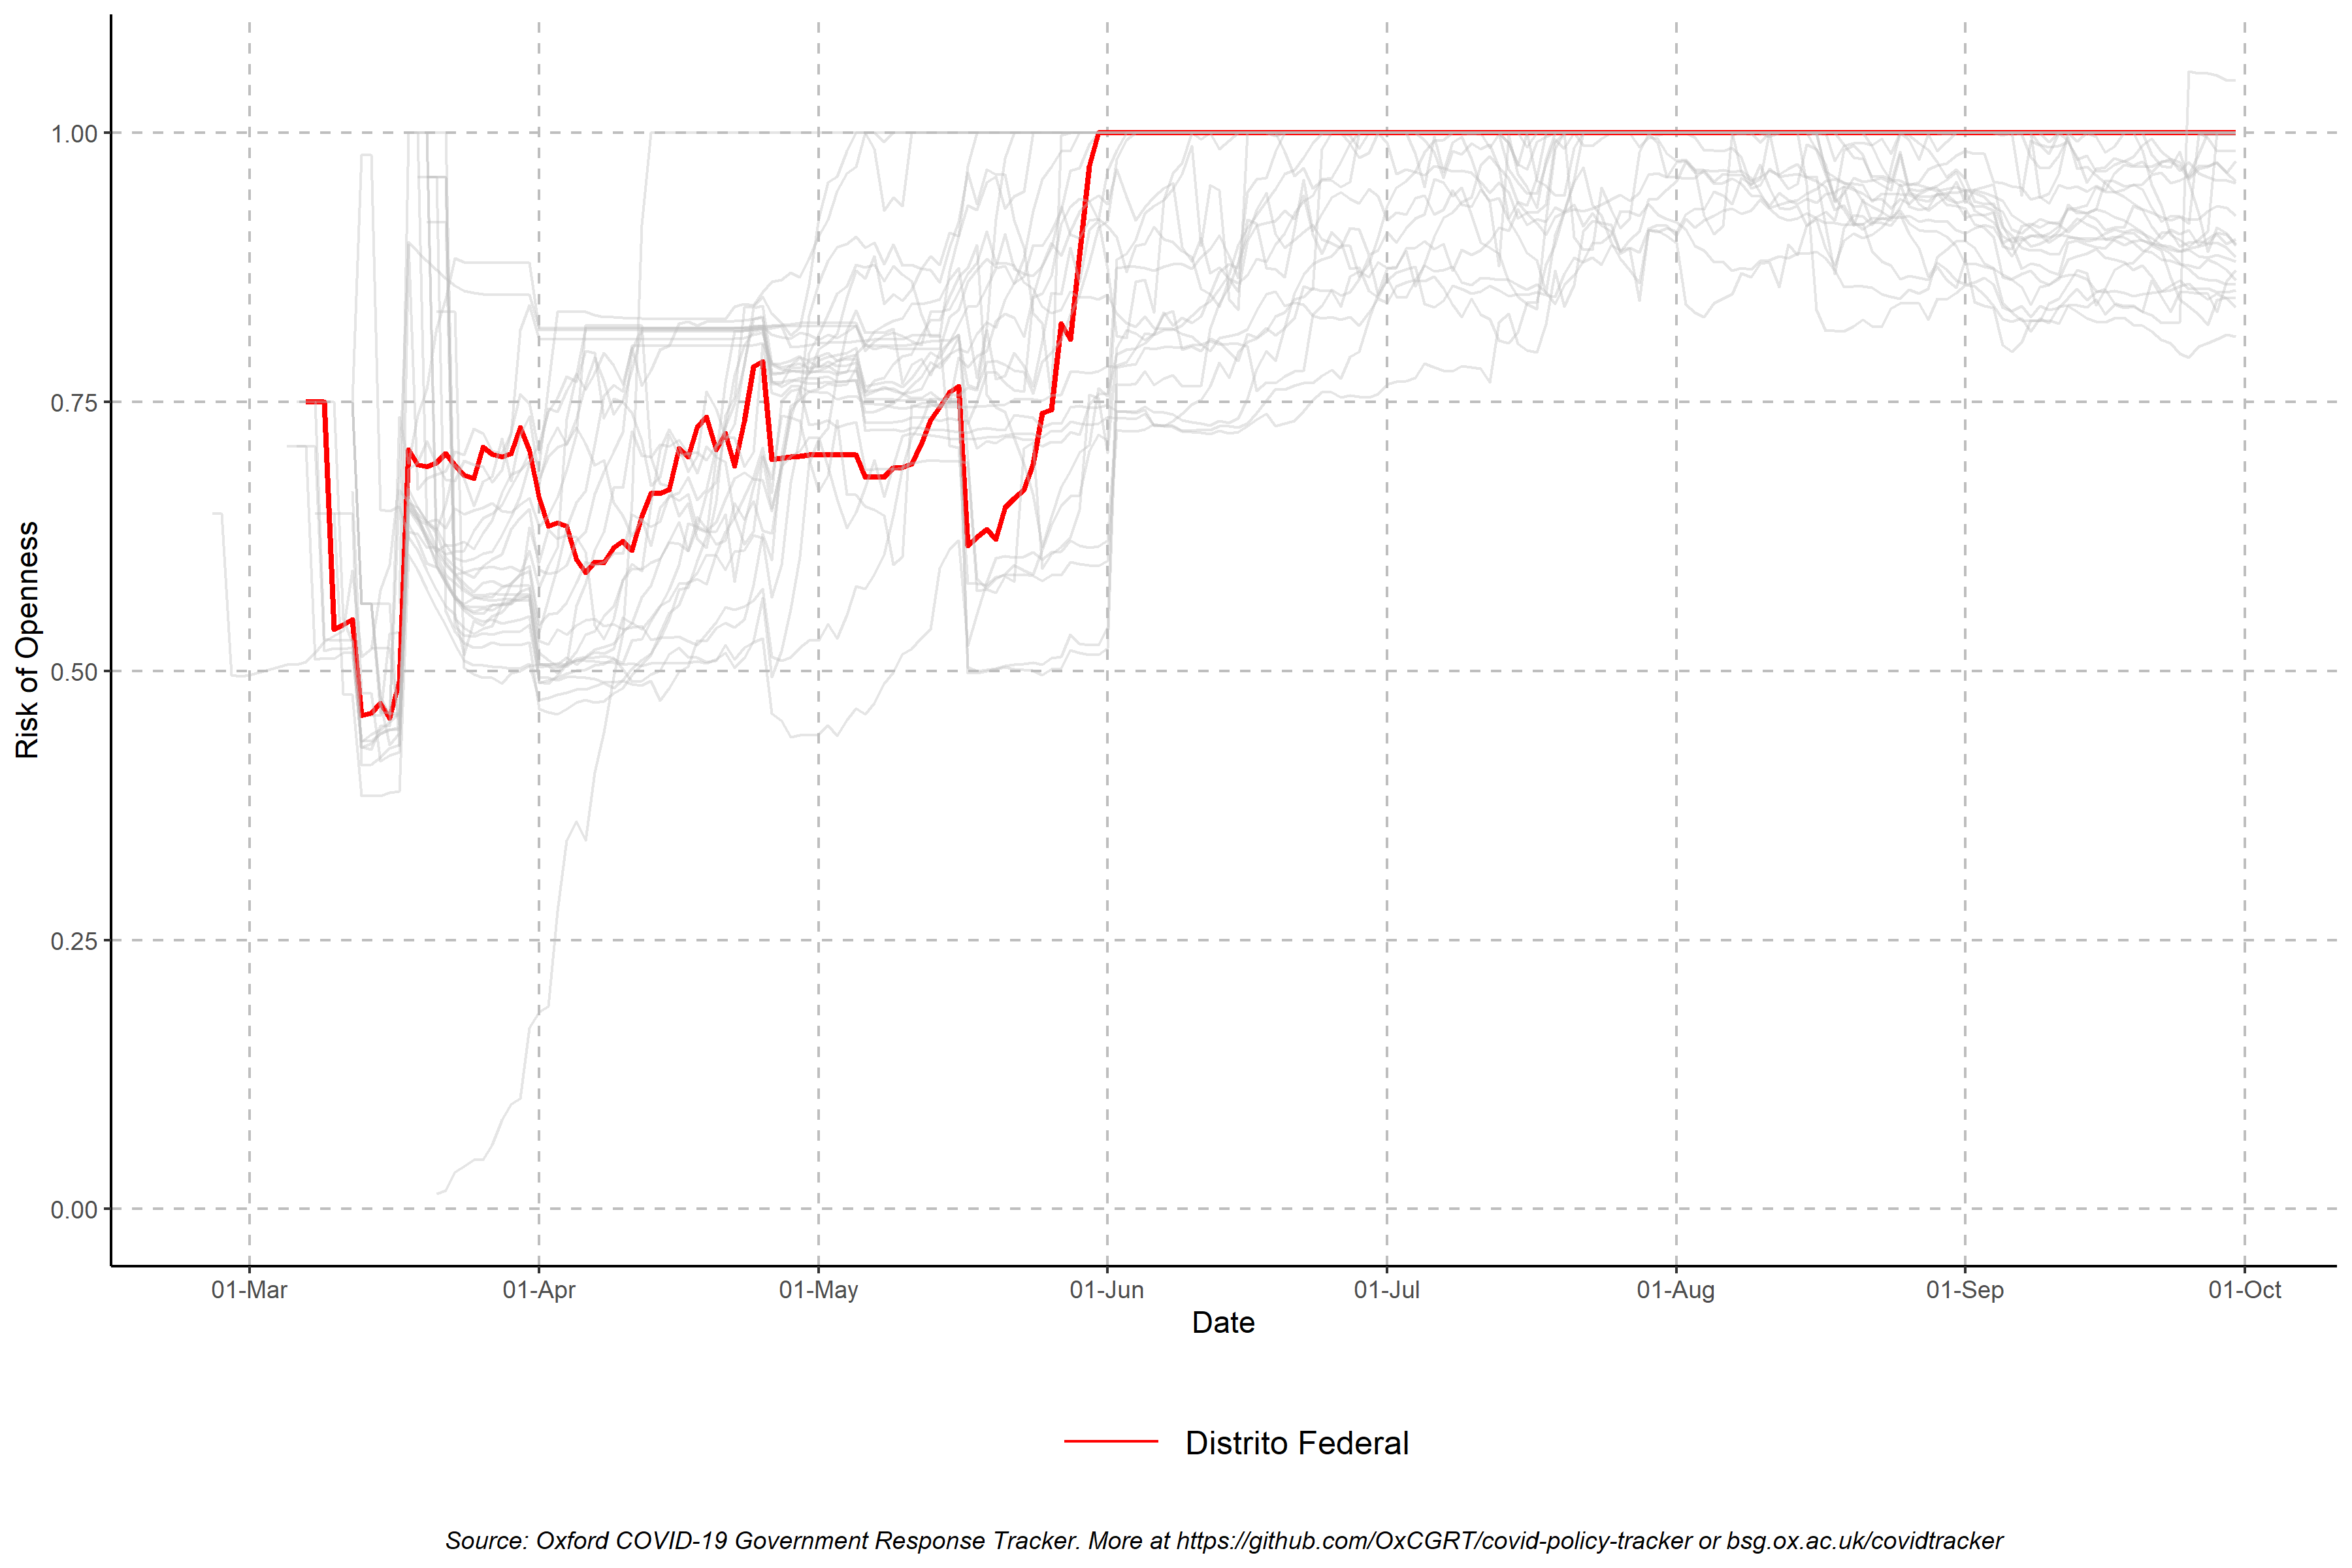 Risk of Openness
1.00
0.75
0.50
0.25
0.00
01-Mar 01-Apr 01-May 01-Jun 01-Jul 01-Aug 01-Sep 01-Oct
Date
Distrito Federal
Source: Oxford COVID-19 Government Response Tracker. More at https://github.com/OxCGRT/covid-policy-tracker or bsg.ox.ac.uk/covidtracker